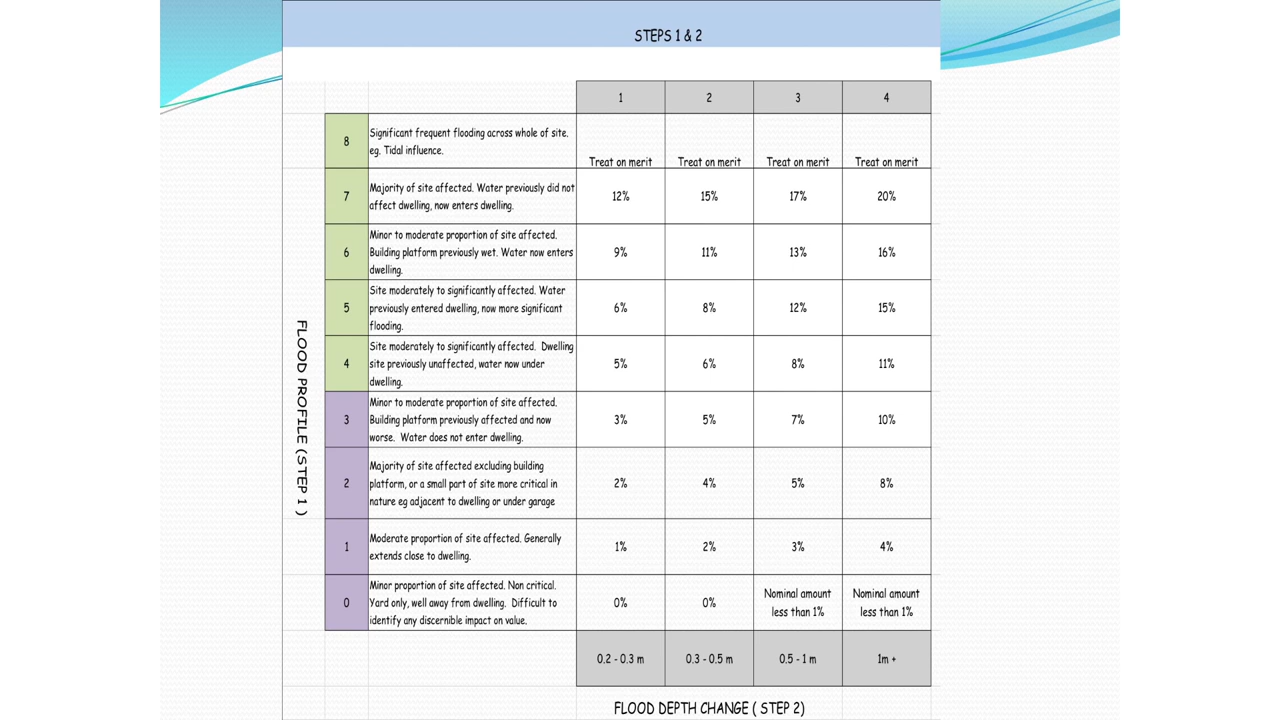 STEPS 1 & 2
1
2
3
4
8
Significant frequent flooding across whole of site.
eg. Tidal influence.
Treat on merit
Treat on merit
Treat on merit
Treat on merit
7
Majority of site affected. Water previously did not
affect dwelling, now enters dwelling.
12%
15%
17%
20%
6
Minor to moderate proportion of site affected.
Building platform previously wet. Water now enters
dwelling.
9%
11%
13%
16%
5
Site moderately to significantly affected. Water
previously entered dwelling, now more significant
flooding.
6%
8%
12%
15%
4
Site moderately to significantly affected. Dwelling
site previously unaffected, water now under
dwelling.
5%
6%
8%
11%
3
Minor to moderate proportion of site affected.
Building platform previously affected and now
worse. Water does not enter dwelling.
3%
5%
7%
10%
2
Majority of site affected excluding building
platform, or a small part of site more critical in
nature eg adjacent to dwelling or under garage
2%
4%
5%
8%
1
Moderate proportion of site affected. Generally
extends close to dwelling.
1%
2%
3%
4%
0
Minor proportion of site affected. Non critical.
Yard only, well away from dwelling. Difficult to
identify any discernible impact on value.
0%
0%
Nominal amount
less than 1%
Nominal amount
less than 1%
0.2 - 0.3 m
0.3 - 0.5 m
0.5 - 1 m
1m +
FLOOD PROFILE (STEP 1 )
FLOOD DEPTH CHANGE ( STEP 2)